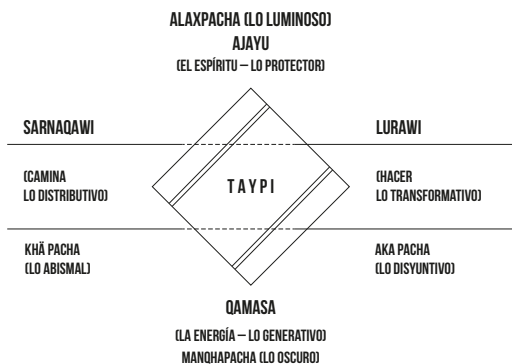 ALAXPACHA (LO LUMINOSO)
AJAYU
(EL ESPÍRITU – LO PROTECTOR)
SARNAQAWI
LURAWI
(CAMINA
LO DISTRIBUTIVO)
TAYPI
(HACER
LO TRANSFORMATIVO)
KHÄ PACHA
(LO ABISMAL)
AKA PACHA
(LO DISYUNTIVO)
QAMASA
(LA ENERGÍA – LO GENERATIVO)
MANQHAPACHA (LO OSCURO)